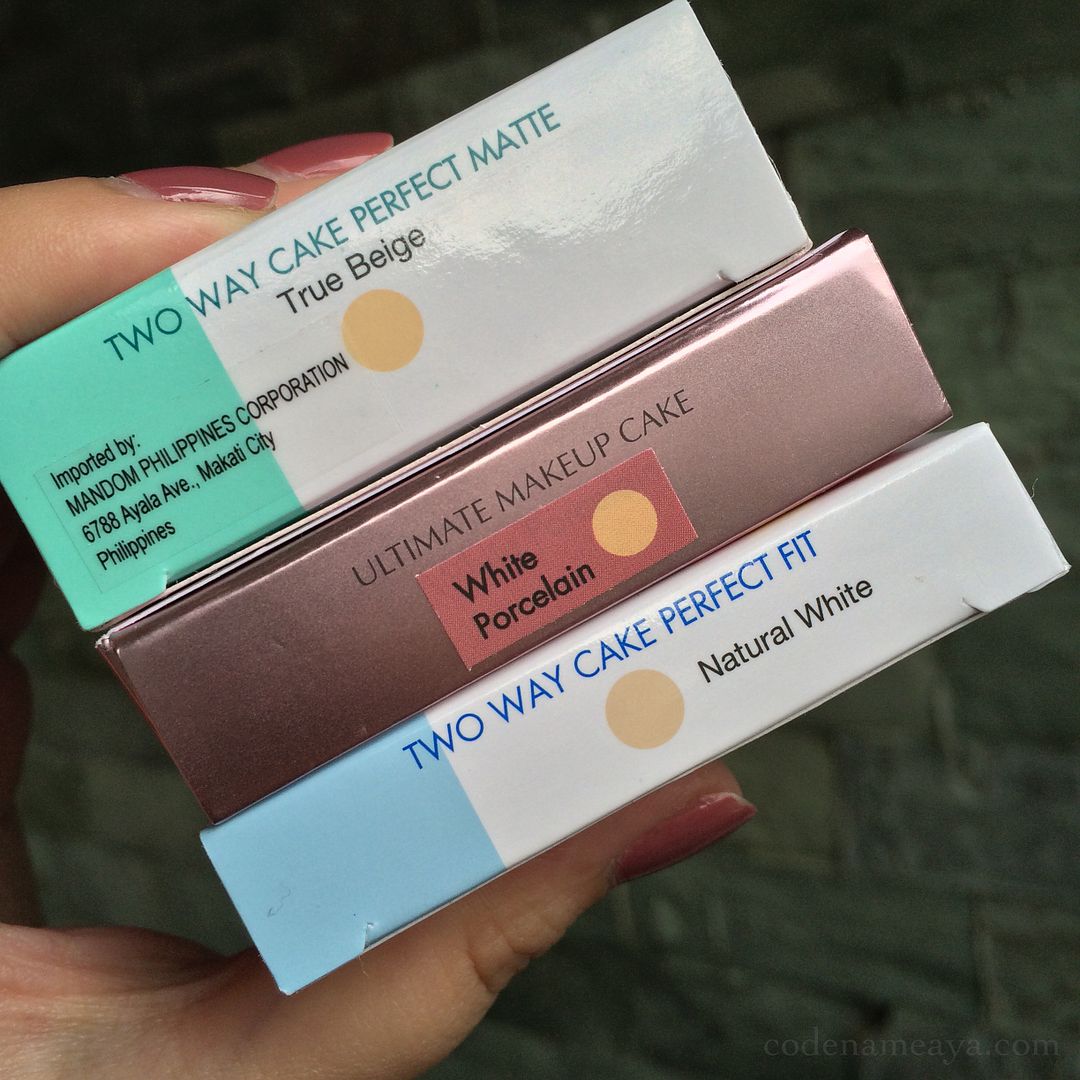 TWO WAY CAKE PERFECT MATTE
True Beige
Imported by:
MANDOM PHILIPPINES CORPORATION
6788 Ayala Ave., Makati City
Philippines
ULTIMATE MAKEUP CAKE
White
Porcelain
TWO WAY CAKE PERFECT FIT
Natural White
codenameaya.com